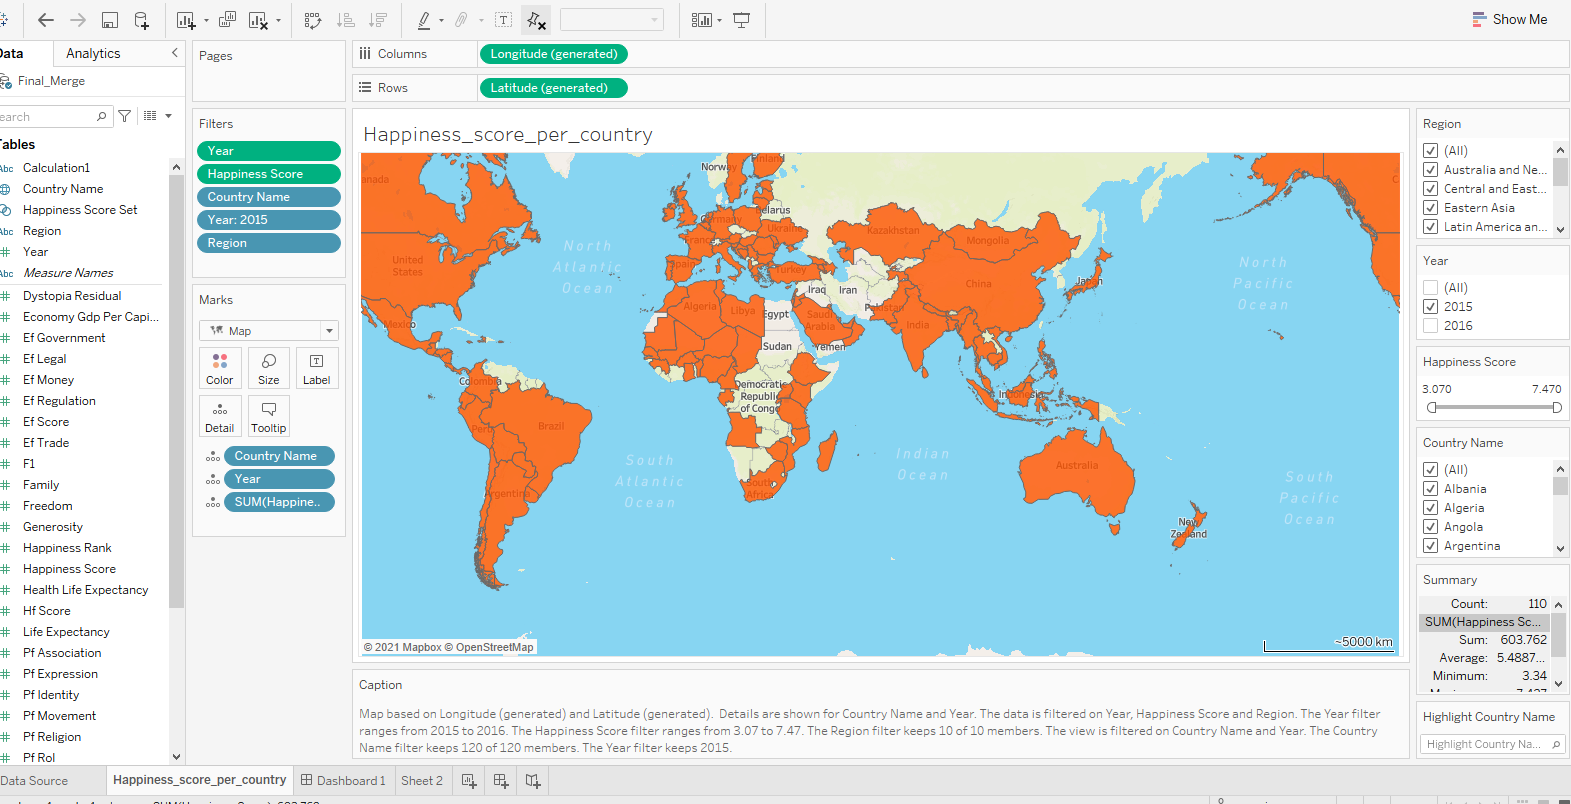 Show Me
Data
Analytics
Final_Merge
earch
Tables
Abc Calculation1
Country Name
Happiness Score Set
Abc Region
Year
Abc Measure Names
Dystopia Residual
Economy Gdp Per Capi...
Ef Government
Ef Legal
Ef Money
Ef Regulation
Ef Score
Ef Trade
F1
Family
Freedom
Generosity
Happiness Rank
Happiness Score
Health Life Expectancy
Hf Score
Life Expectancy
Pf Association
Pf Expression
Pf Identity
Pf Movement
Pf Religion
Pf Rol
Pages
Filters
Year
Happiness Score
Country Name
Year: 2015
Region
Marks
Map
Color
Size
Label
Detail
Tooltip
Country Name
Year
SUM(Happine..
Columns
Longitude (generated)
Rows
Latitude (generated)
Happiness_score_per_country
anada
Norway
Finland
Belarus
Germany
Ukraine
France
Kazakhstan
Mongolia
United
States
North
Atlantic
Ocean
Spain
Turkey
China
Japan
North
Pacific
Ocean
Iraq
Iran
Algeria
Libya
Egypt
Saudi
Arabia
Pakistan
India
Mexico
Sudan
Yemen
Colombia
Democratic
Republic
of Congo
Indonesia
Peru
Brazil
South
Atlantic
Ocean
Indian
Ocean
Australia
South
Pacific
Ocean
Argentina
South
Africa
New
Zealand
© 2021 Mapbox © OpenStreetMap
~5000 km
Caption
Map based on Longitude (generated) and Latitude (generated). Details are shown for Country Name and Year. The data is filtered on Year, Happiness Score and Region. The Year filter
ranges from 2015 to 2016. The Happiness Score filter ranges from 3.07 to 7.47. The Region filter keeps 10 of 10 members. The view is filtered on Country Name and Year. The Country
Name filter keeps 120 of 120 members. The Year filter keeps 2015.
Region
(All)
Australia and Ne...
Central and East...
Eastern Asia
Latin America an...
Year
(All)
2015
2016
Happiness Score
3.070 7.470
Country Name
(All)
Albania
Algeria
Angola
Argentina
Summary
Count: 110
SUM(Happiness Sc...
Sum: 603.762
Average: 5.4887...
Minimum: 3.34
Highlight Country Name
Highlight Country Na...
Data Source
Happiness_score_per_country
Dashboard 1
Sheet 2